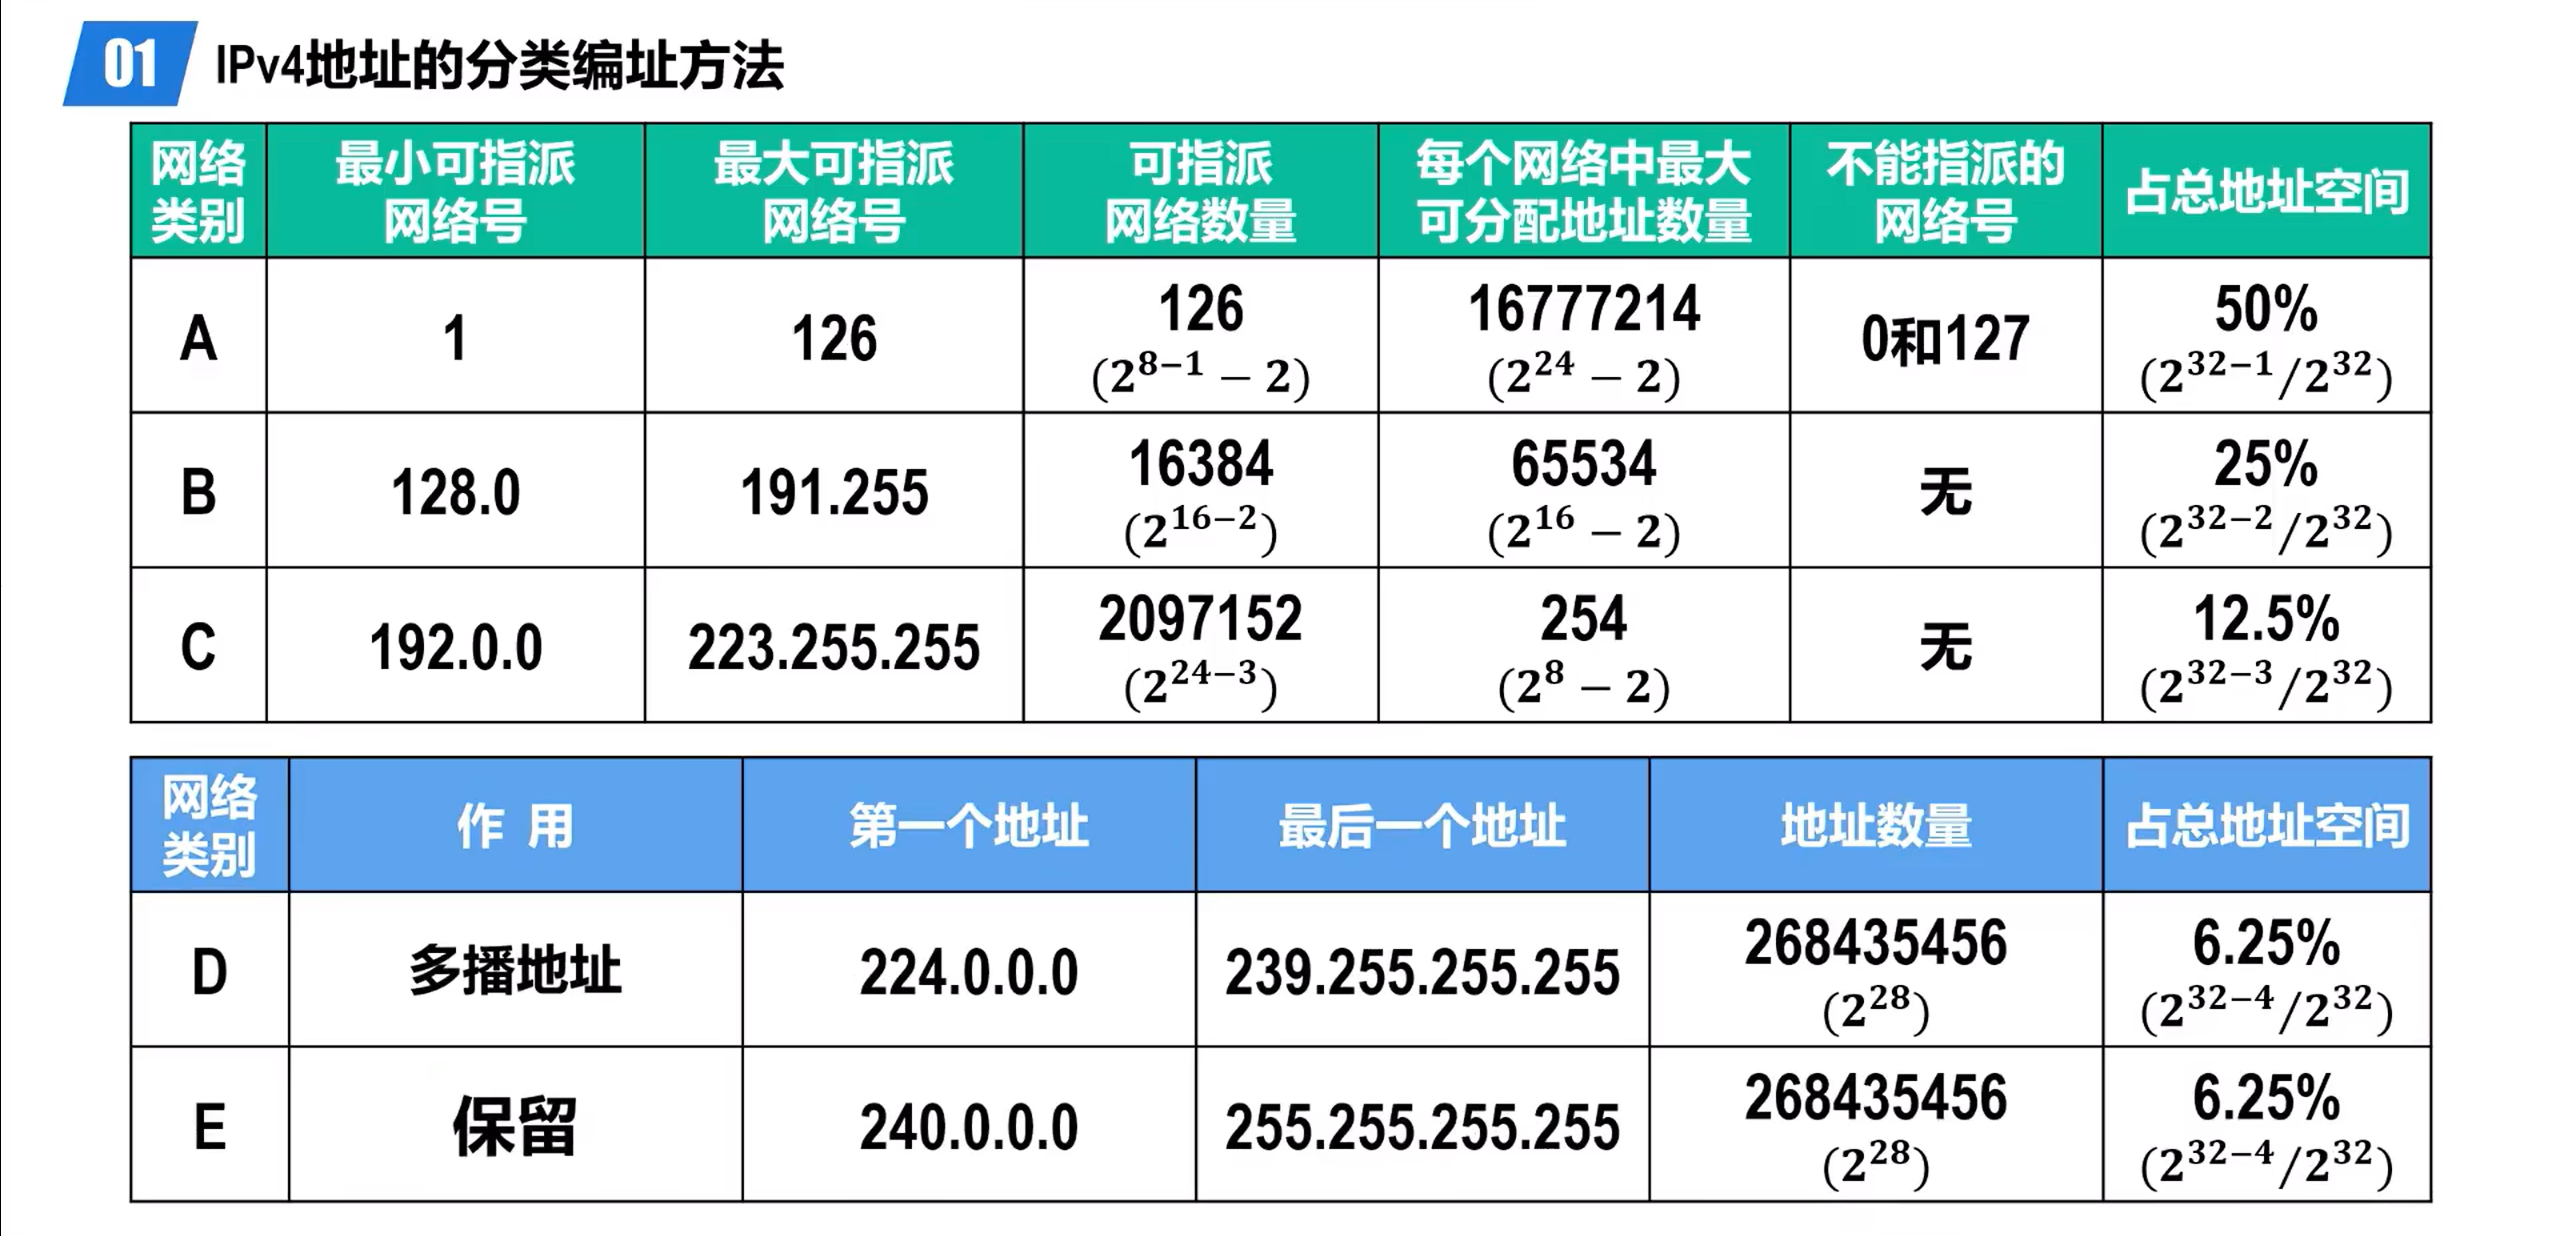 01 IPv4地址的分类编址方法
网络类别 最小可指派网络号 最大可指派网络号 可指派网络数量 每个网络中最大可分配地址数量 不能指派的网络号 占总地址空间
A 1 126 126 (2^{8−1} − 2) 16777214 (2^{24} − 2) 0和127 50% (2^{32−1}/2^{32})
B 128.0 191.255 16384 (2^{16−2}) 65534 (2^{16} − 2) 无 25% (2^{32−2}/2^{32})
C 192.0.0 223.255.255 2097152 (2^{24−3}) 254 (2^{8} − 2) 无 12.5% (2^{32−3}/2^{32})
网络类别 作 用 第一个地址 最后一个地址 地址数量 占总地址空间
D 多播地址 224.0.0.0 239.255.255.255 268435456 (2^{28}) 6.25% (2^{32−4}/2^{32})
E 保留 240.0.0.0 255.255.255.255 268435456 (2^{28}) 6.25% (2^{32−4}/2^{32})